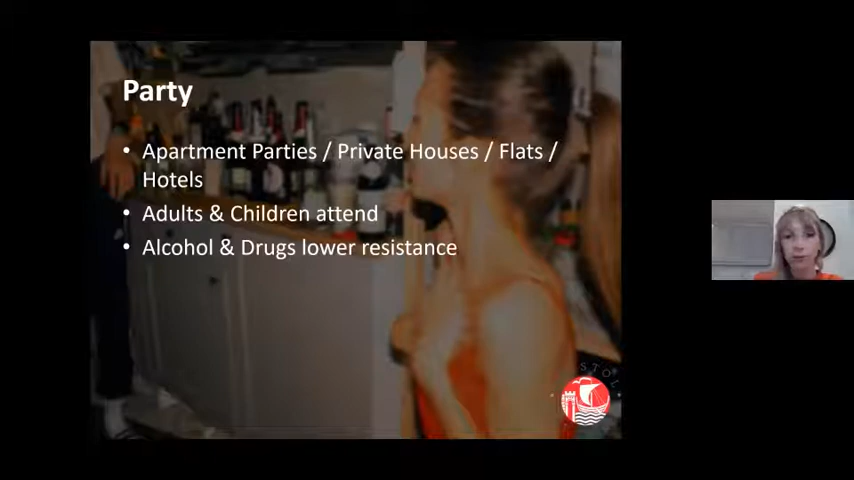 Party
• Apartment Parties / Private Houses / Flats /
Hotels
• Adults & Children attend
• Alcohol & Drugs lower resistance